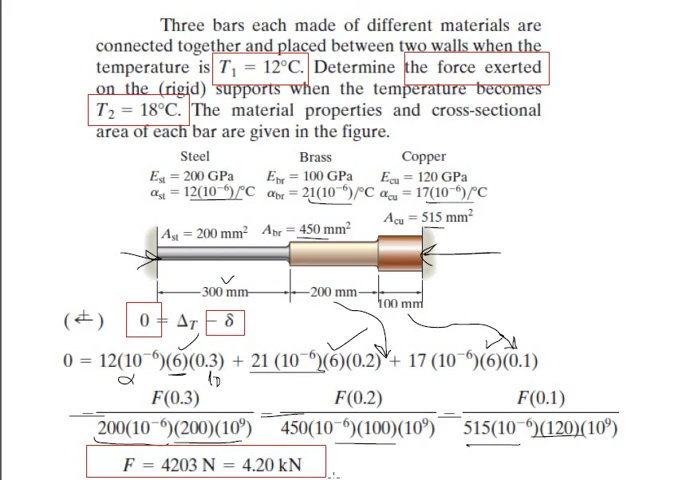 Three bars each made of different materials are
connected together and placed between two walls when the
temperature is T₁ = 12°C. Determine the force exerted
on the (rigid) supports when the temperature becomes
T₂ = 18°C. The material properties and cross-sectional
area of each bar are given in the figure.
Steel Brass Copper
Eₛₜ = 200 GPa E_br = 100 GPa E_cu = 120 GPa
αₛₜ = 12(10⁻⁶)/°C α_br = 21(10⁻⁶)/°C α_cu = 17(10⁻⁶)/°C
Aₛₜ = 200 mm² A_br = 450 mm² A_cu = 515 mm²
300 mm 200 mm 100 mm
(±) 0 = Δ_T − δ
0 = 12(10⁻⁶)(6)(0.3) + 21 (10⁻⁶)(6)(0.2) + 17 (10⁻⁶)(6)(0.1)
α
− F(0.3) / 200(10⁻⁶)(200)(10⁹) − F(0.2) / 450(10⁻⁶)(100)(10⁹) − F(0.1) / 515(10⁻⁶)(120)(10⁹)
F = 4203 N = 4.20 kN